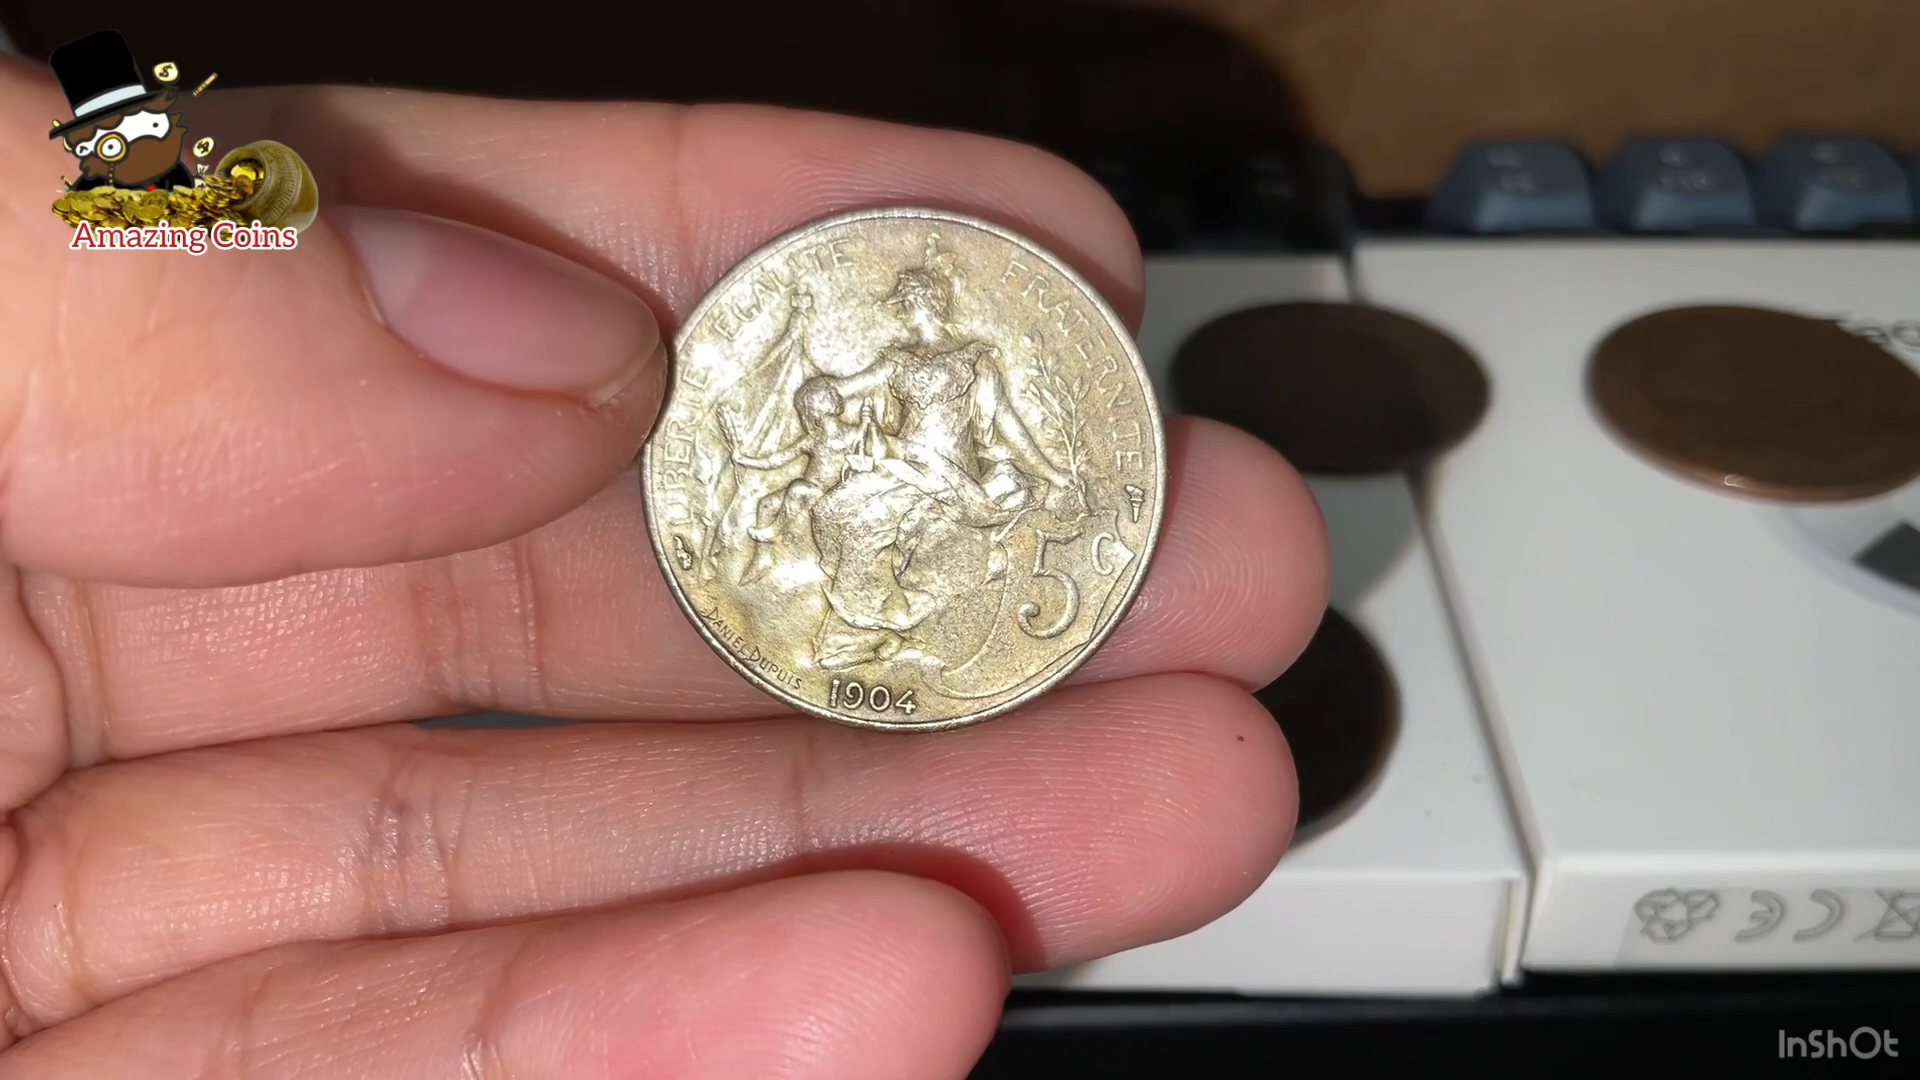 Amazing Coins
LIBERTE EGALITE FRATERNITE
5 C
DANIEL DUPUIS
1904
InShOt